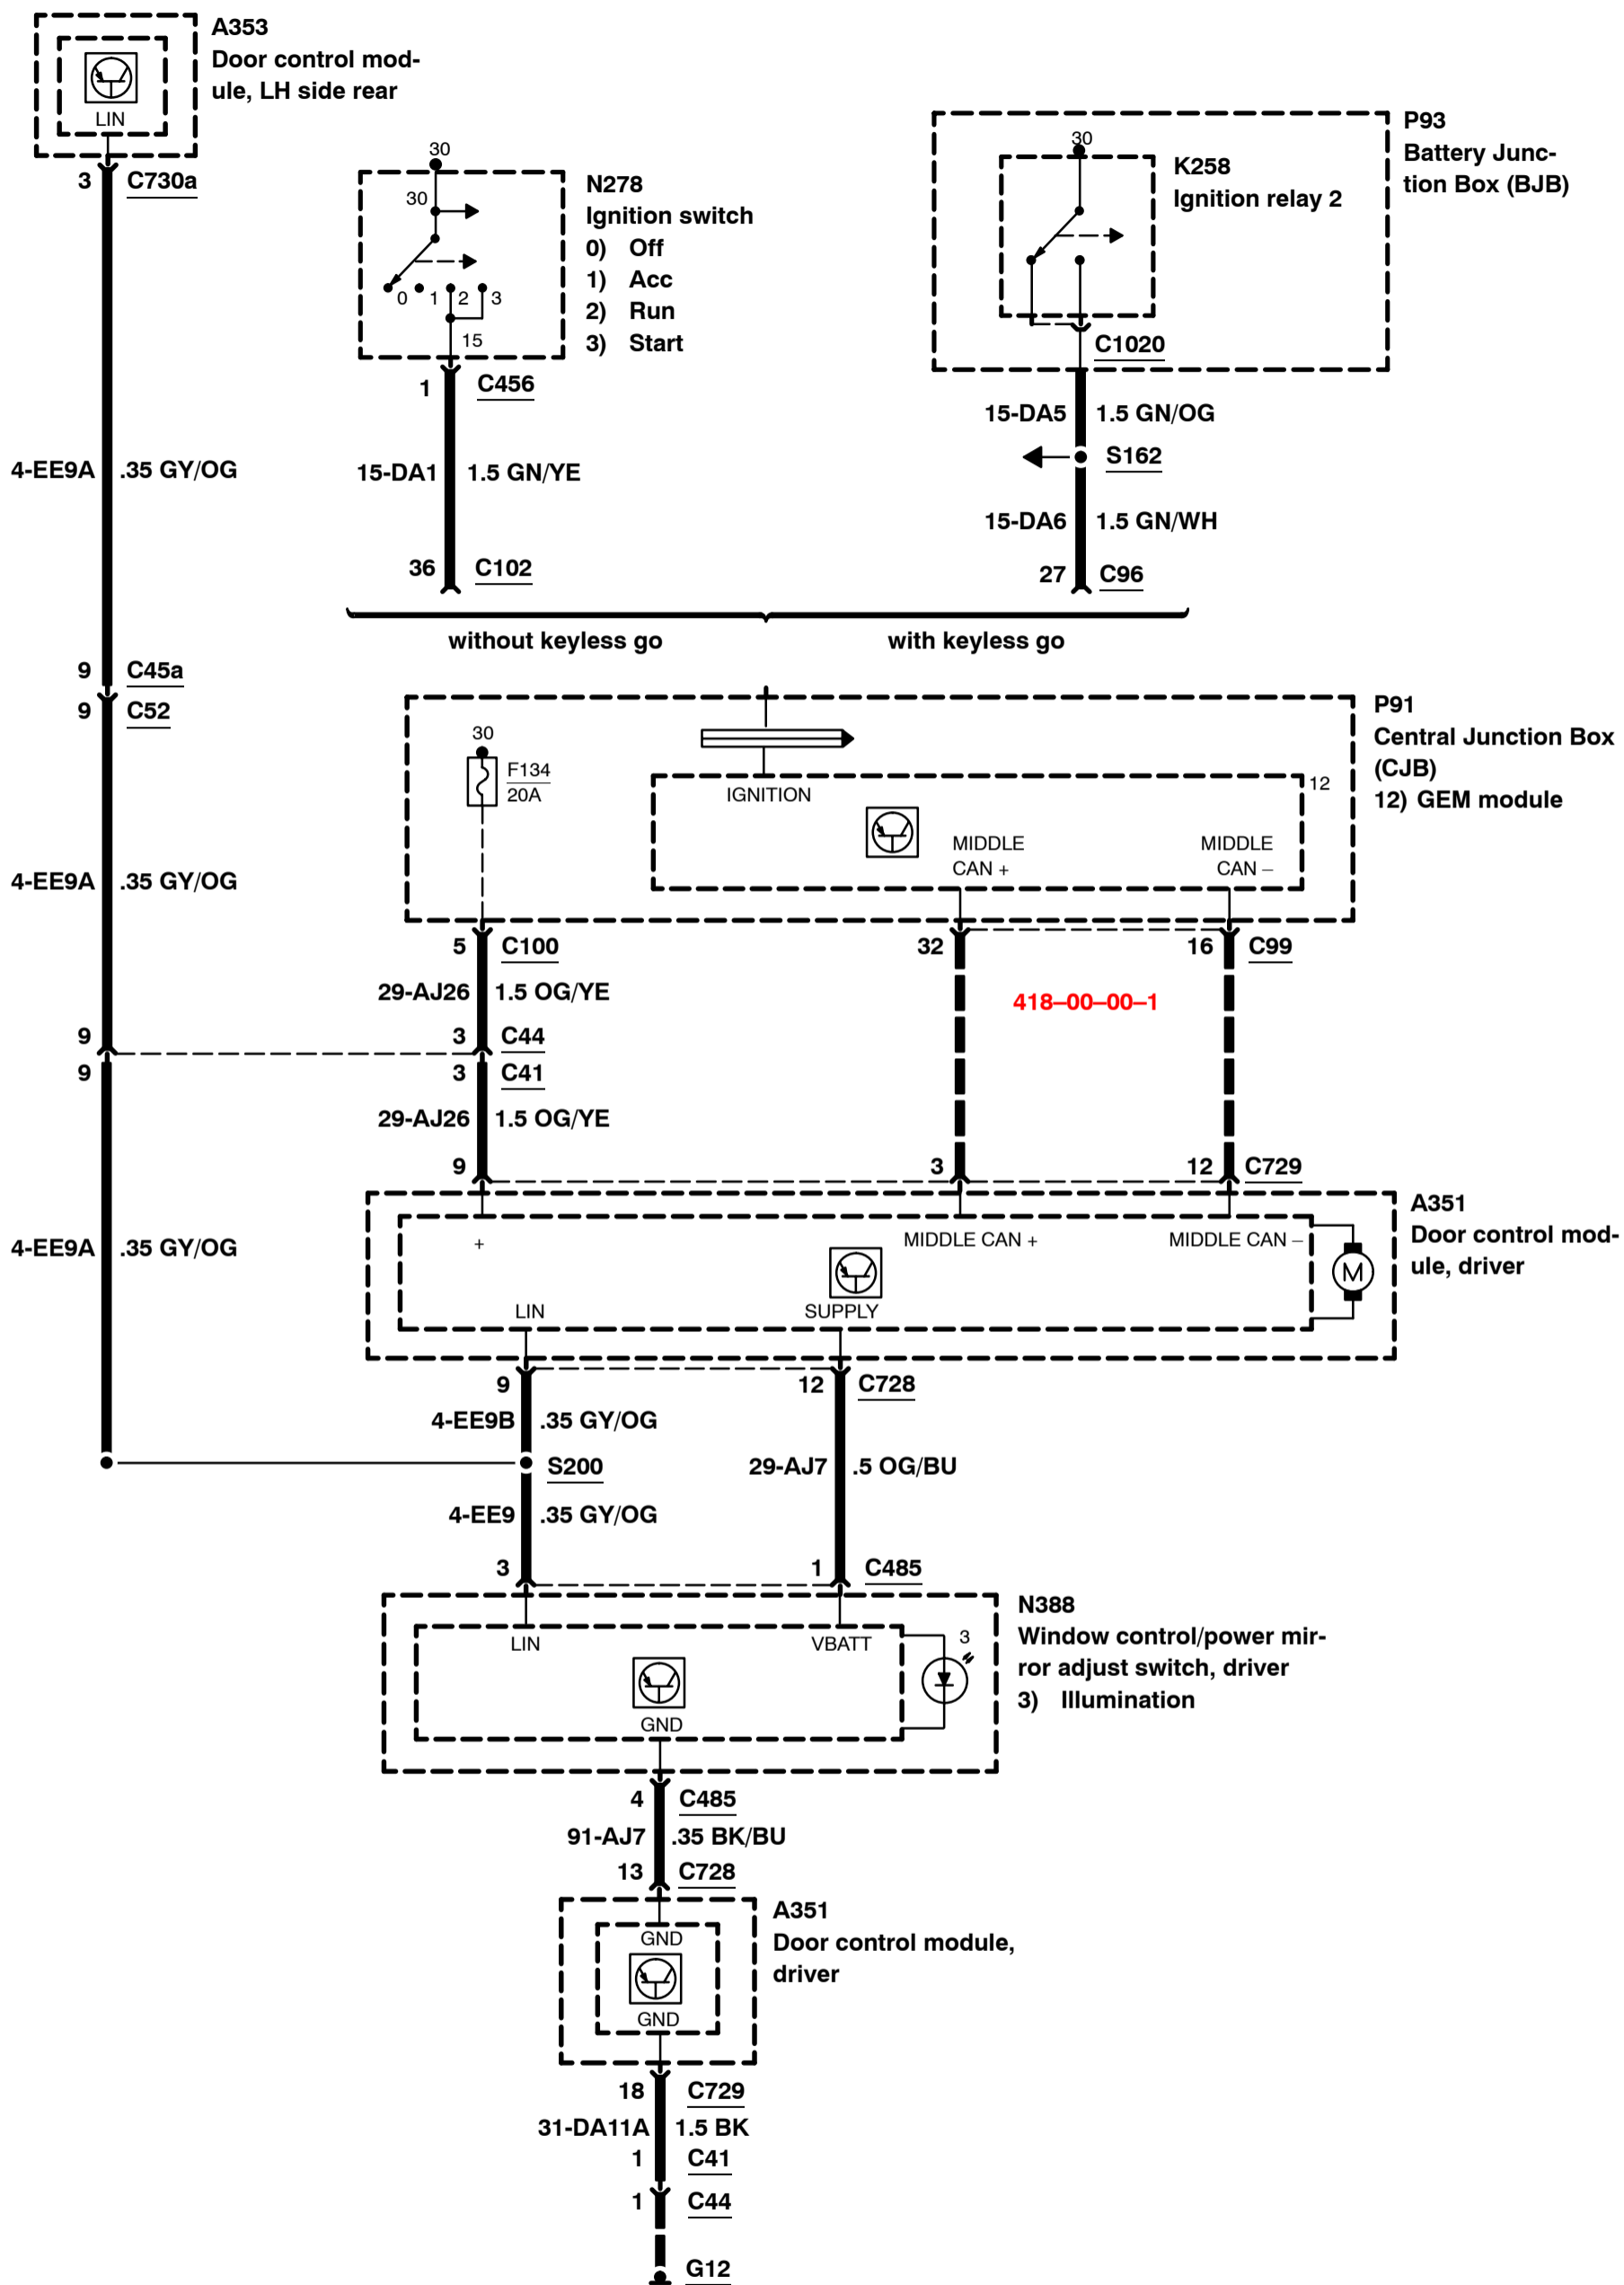 A353
Door control mod-
ule, LH side rear
LIN
3 C730a
30
30
N278
Ignition switch
0) Off
1) Acc
2) Run
3) Start
0 1 2 3
15
1 C456
15-DA1 1.5 GN/YE
36 C102
P93
Battery Junc-
tion Box (BJB)
30
K258
Ignition relay 2
C1020
15-DA5 1.5 GN/OG
S162
15-DA6 1.5 GN/WH
27 C96
4-EE9A .35 GY/OG
without keyless go with keyless go
9 C45a
9 C52
P91
Central Junction Box
(CJB)
12) GEM module
30
F134
20A
IGNITION
12
MIDDLE
CAN +
MIDDLE
CAN –
4-EE9A .35 GY/OG
5 C100
32 16 C99
29-AJ26 1.5 OG/YE
418–00–00–1
9 3 C44
9 3 C41
29-AJ26 1.5 OG/YE
9 3 12 C729
A351
Door control mod-
ule, driver
+ MIDDLE CAN + MIDDLE CAN –
M
4-EE9A .35 GY/OG
LIN SUPPLY
9 12 C728
4-EE9B .35 GY/OG
S200
29-AJ7 .5 OG/BU
4-EE9 .35 GY/OG
3 1 C485
N388
Window control/power mir-
ror adjust switch, driver
3) Illumination
LIN VBATT 3
GND
4 C485
91-AJ7 .35 BK/BU
13 C728
A351
Door control module,
driver
GND
GND
18 C729
31-DA11A 1.5 BK
1 C41
1 C44
G12